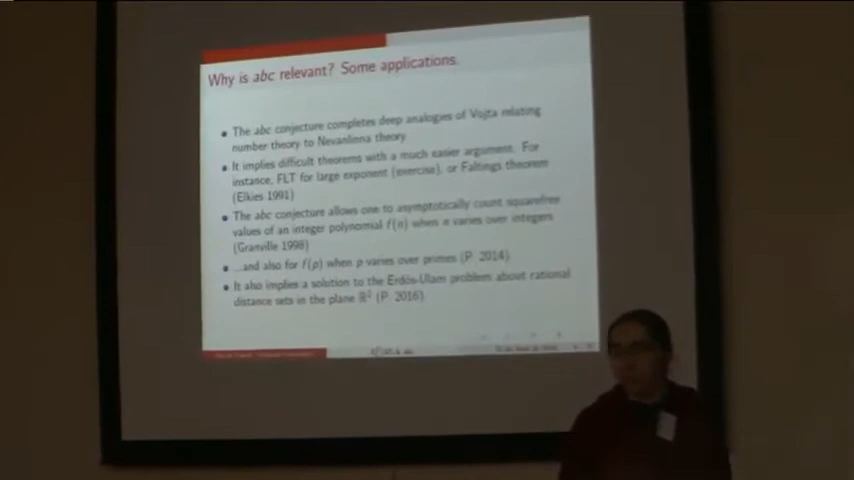 Why is abc relevant? Some applications.
The abc conjecture completes deep analogies of Vojta relating
number theory to Nevanlinna theory
It implies difficult theorems with a much easier argument. For
instance, FLT for large exponent (exercise), or Faltings theorem
(Elkies 1991)
The abc conjecture allows one to asymptotically count squarefree
values of an integer polynomial f(n) when n varies over integers
(Granville 1998)
...and also for f(p) when p varies over primes (P. 2014)
It also implies a solution to the Erdös-Ulam problem about rational
distance sets in the plane ℝ² (P. 2016)